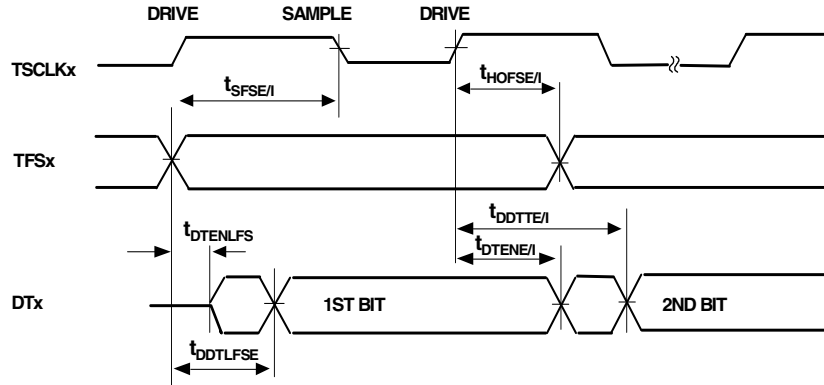 DRIVE SAMPLE DRIVE
TSCLKx
tSFSE/I
tHOFSE/I
TFSx
tDDTTE/I
tDTENLFS
tDTENE/I
DTx
1ST BIT
2ND BIT
tDDTLFSE